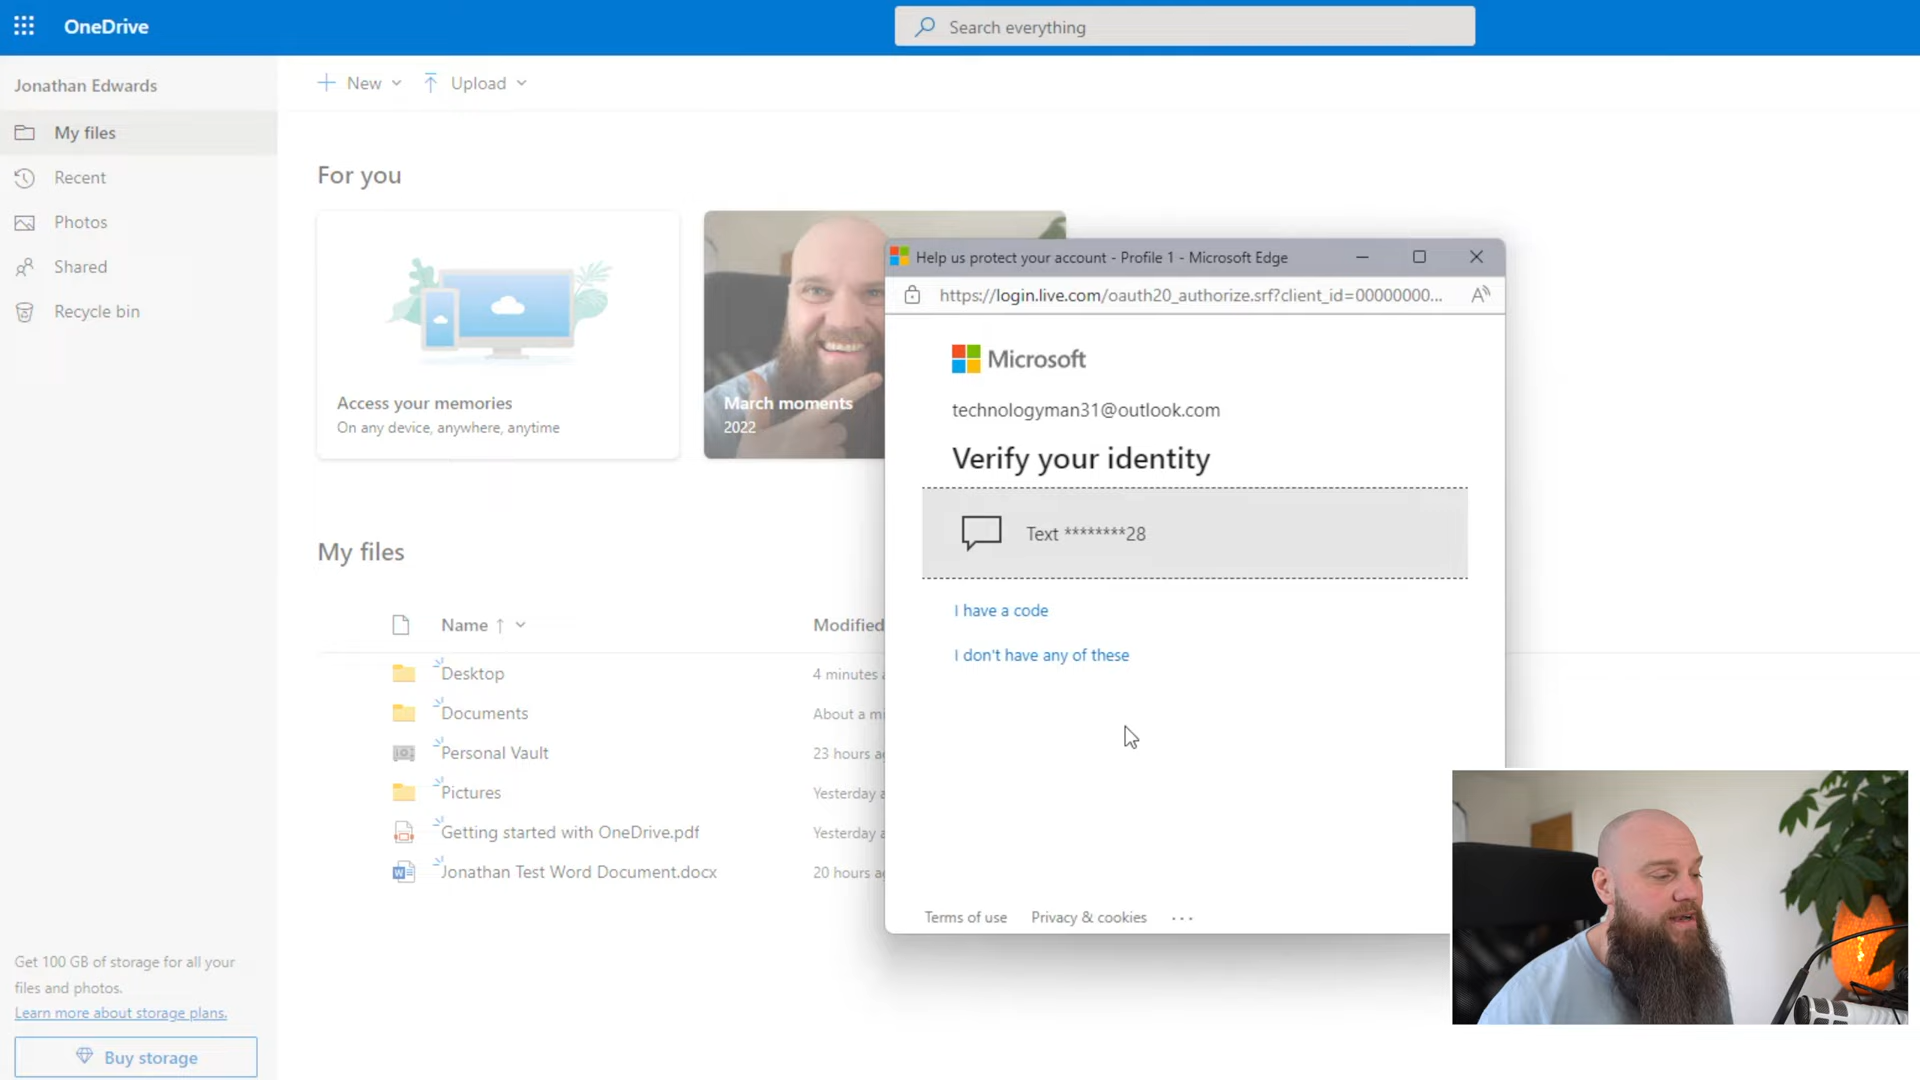 OneDrive
Search everything
Jonathan Edwards
My files
Recent
Photos
Shared
Recycle bin
Get 100 GB of storage for all your
files and photos.
Learn more about storage plans.
Buy storage
New
Upload
For you
Access your memories
On any device, anywhere, anytime
March moments
2022
My files
Name ↑
Modified
Desktop
4 minutes a
Documents
About a mi
Personal Vault
23 hours a
Pictures
Yesterday a
Getting started with OneDrive.pdf
Yesterday a
Jonathan Test Word Document.docx
20 hours a
Help us protect your account - Profile 1 - Microsoft Edge
https://login.live.com/oauth20_authorize.srf?client_id=00000000...
Microsoft
technologyman31@outlook.com
Verify your identity
Text ********28
I have a code
I don't have any of these
Terms of use
Privacy & cookies
...